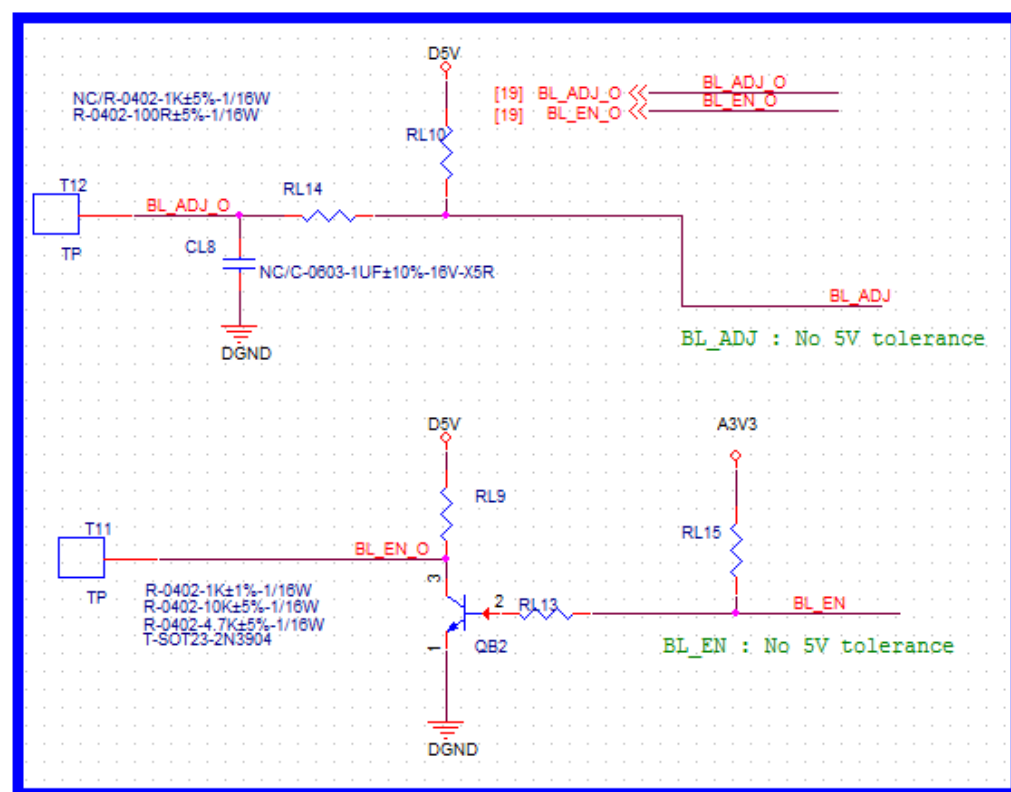 D5V
NC/R-0402-1K±5%-1/16W
R-0402-100R±5%-1/16W
[19] BL_ADJ_O BL_ADJ_O
[19] BL_EN_O BL_EN_O
RL10
T12
BL_ADJ_O
RL14
TP
CL8
NC/C-0603-1UF±10%-16V-X5R
BL_ADJ
DGND
BL_ADJ : No 5V tolerance
D5V
A3V3
RL9
T11
BL_EN_O
RL15
TP
3
R-0402-1K±1%-1/16W
R-0402-10K±5%-1/16W
R-0402-4.7K±5%-1/16W
T-SOT23-2N3904
2
RL13
BL_EN
1
QB2
BL_EN : No 5V tolerance
DGND